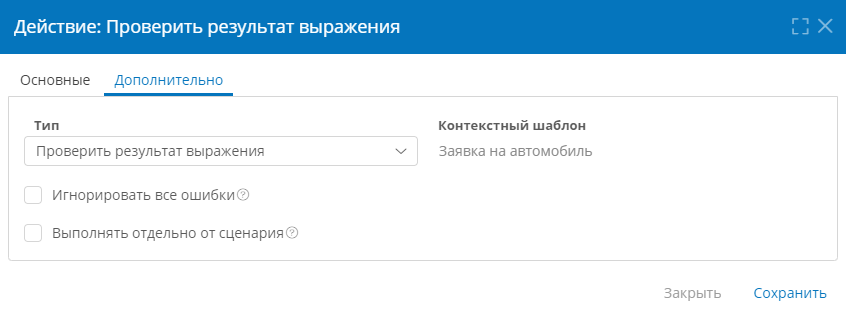 Действие: Проверить результат выражения
Основные Дополнительно
Тип Контекстный шаблон
Проверить результат выражения Заявка на автомобиль
Игнорировать все ошибки
Выполнять отдельно от сценария
Закрыть Сохранить